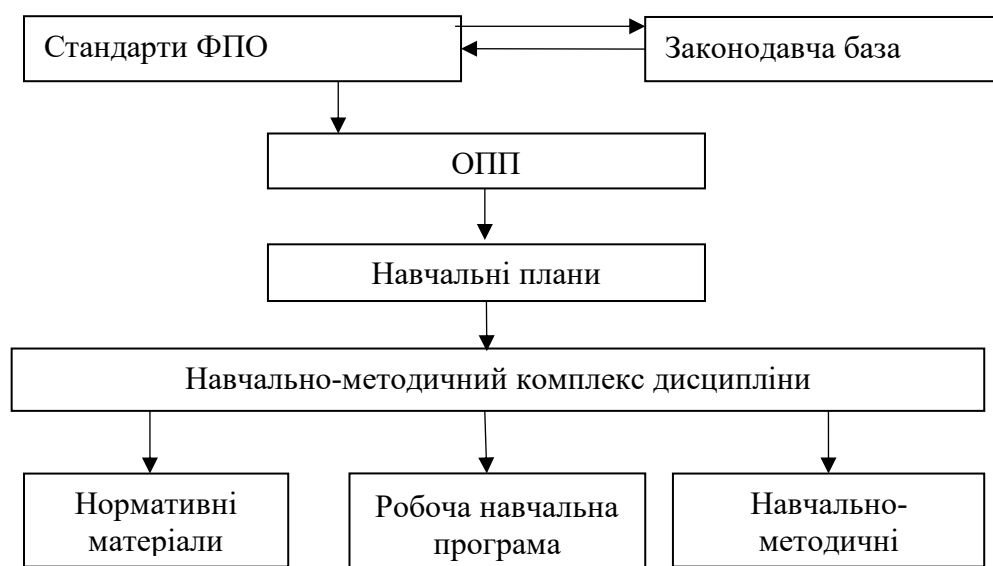 Стандарти ФПО
Законодавча база
ОПП
Навчальні плани
Навчально-методичний комплекс дисципліни
Нормативні
матеріали
Робоча навчальна
програма
Навчально-
методичні